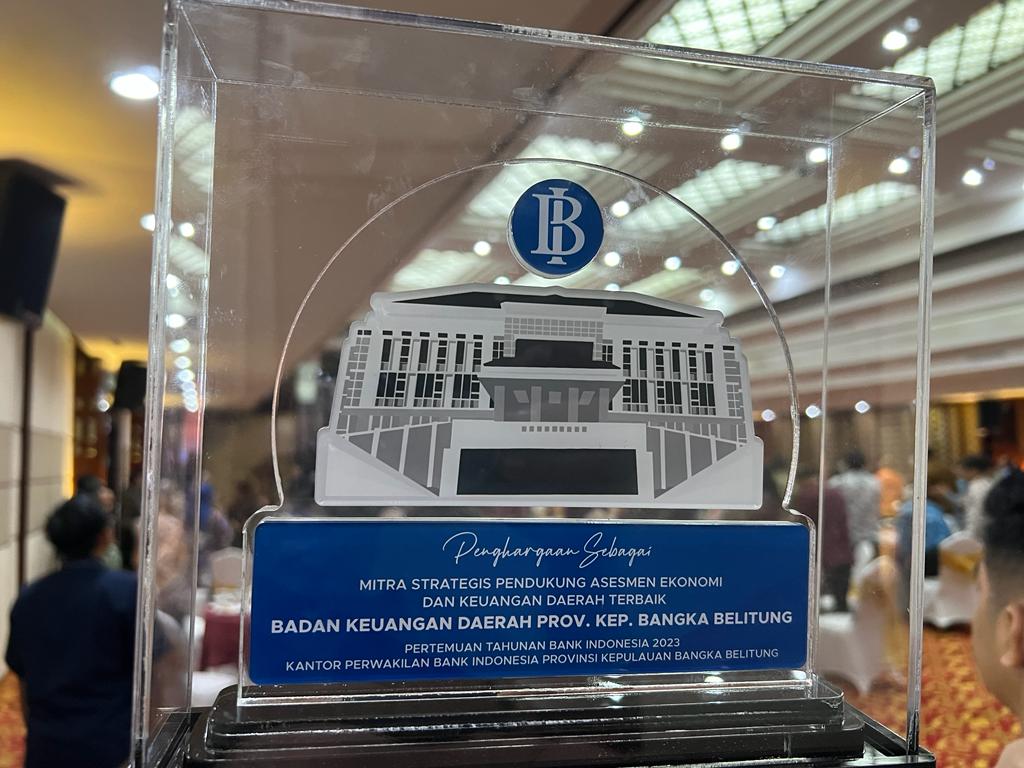 BI
Penghargaan Sebagai
MITRA STRATEGIS PENDUKUNG ASESMEN EKONOMI
DAN KEUANGAN DAERAH TERBAIK
BADAN KEUANGAN DAERAH PROV. KEP. BANGKA BELITUNG
PERTEMUAN TAHUNAN BANK INDONESIA 2023
KANTOR PERWAKILAN BANK INDONESIA PROVINSI KEPULAUAN BANGKA BELITUNG